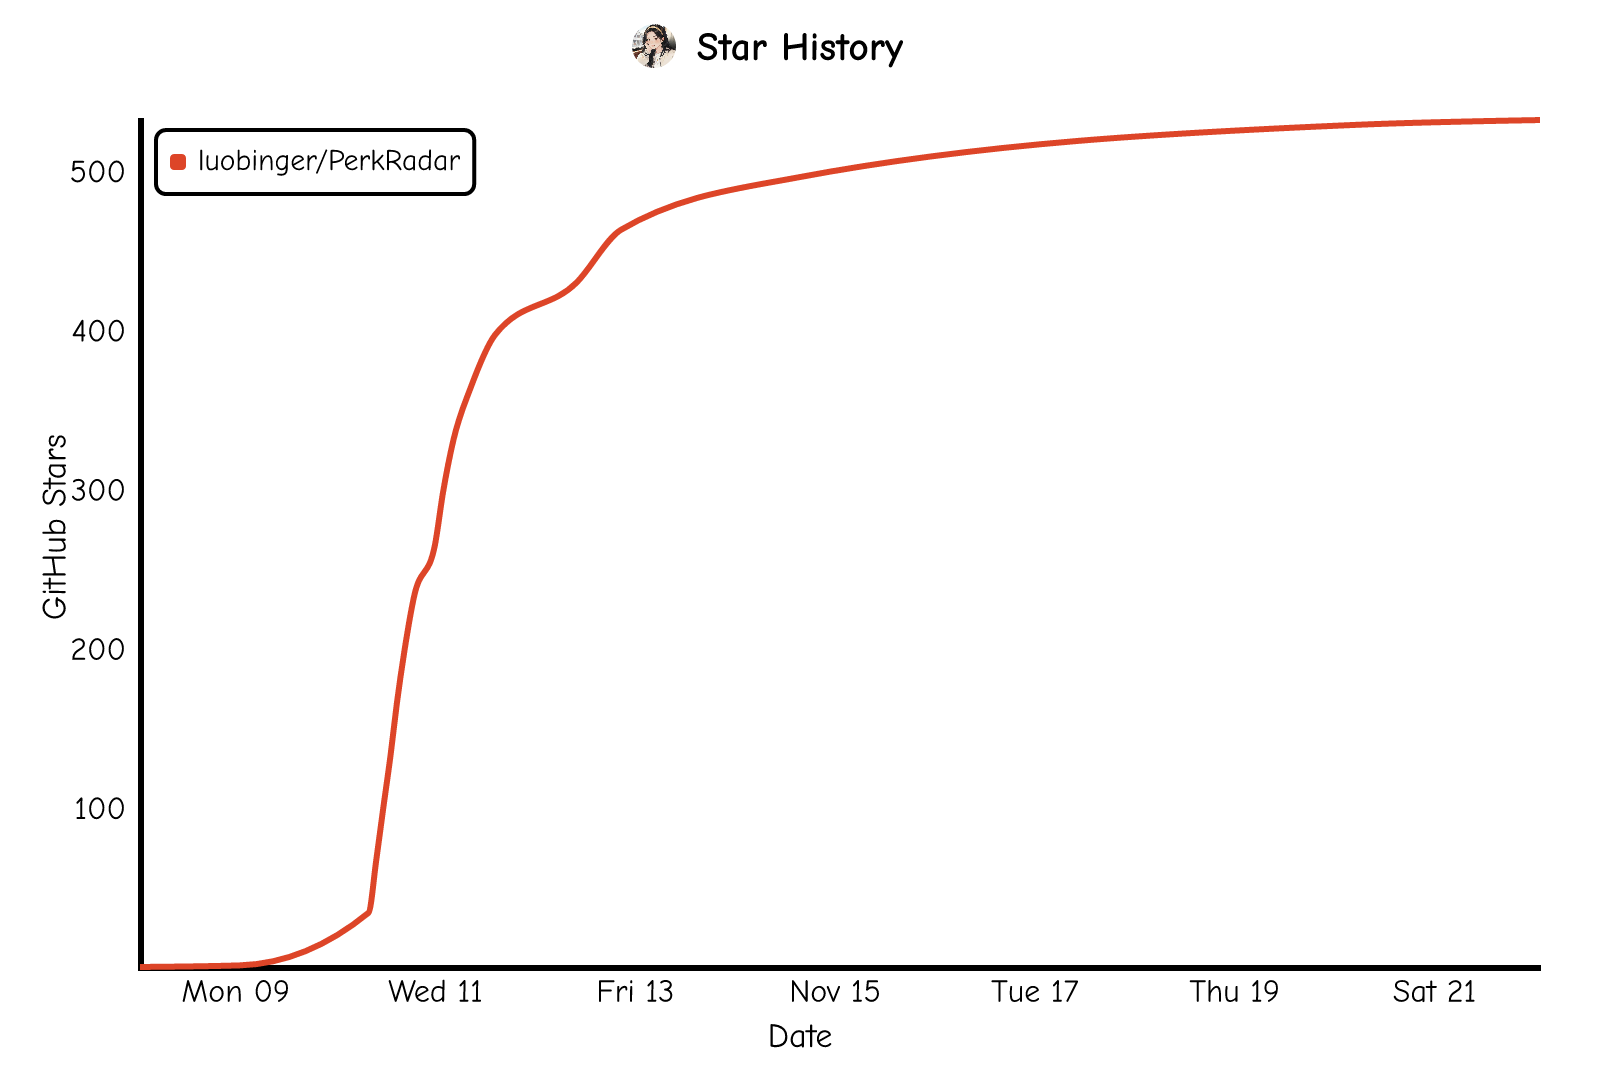 Star History
luobinger/PerkRadar
500
400
300
200
100
GitHub Stars
Mon 09 Wed 11 Fri 13 Nov 15 Tue 17 Thu 19 Sat 21
Date